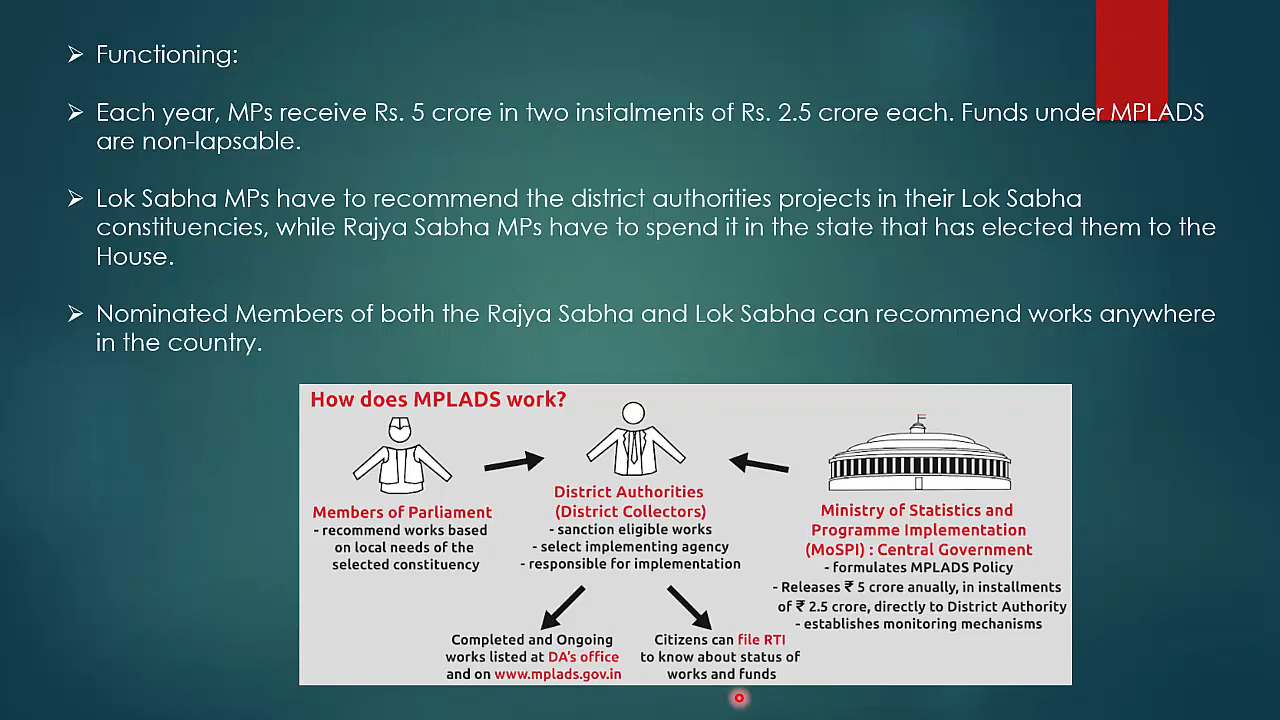 Functioning:
Each year, MPs receive Rs. 5 crore in two instalments of Rs. 2.5 crore each. Funds under MPLADS
are non-lapsable.
Lok Sabha MPs have to recommend the district authorities projects in their Lok Sabha
constituencies, while Rajya Sabha MPs have to spend it in the state that has elected them to the
House.
Nominated Members of both the Rajya Sabha and Lok Sabha can recommend works anywhere
in the country.
How does MPLADS work?
Members of Parliament
- recommend works based
on local needs of the
selected constituency
District Authorities
(District Collectors)
- sanction eligible works
- select implementing agency
- responsible for implementation
Ministry of Statistics and
Programme Implementation
(MoSPI) : Central Government
- formulates MPLADS Policy
- Releases ₹ 5 crore anually, in installments
of ₹ 2.5 crore, directly to District Authority
- establishes monitoring mechanisms
Completed and Ongoing
works listed at DA's office
and on www.mplads.gov.in
Citizens can file RTI
to know about status of
works and funds